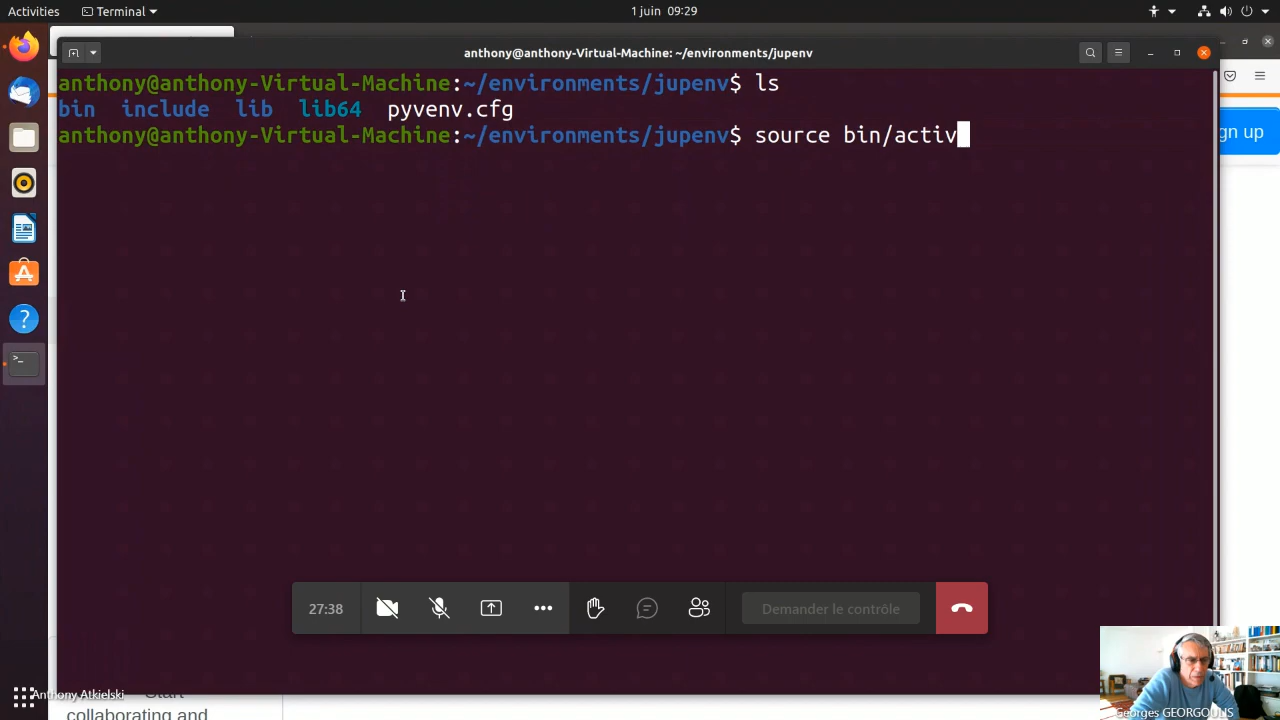 Activities
Terminal
1 juin 09:29
anthony@anthony-Virtual-Machine: ~/environments/jupenv
anthony@anthony-Virtual-Machine:~/environments/jupenv$ ls
bin include lib lib64 pyvenv.cfg
anthony@anthony-Virtual-Machine:~/environments/jupenv$ source bin/activ
gn up
27:38
Demander le contrôle
Anthony Atkielski
Start
collaborating and
Georges GEORGOULIS